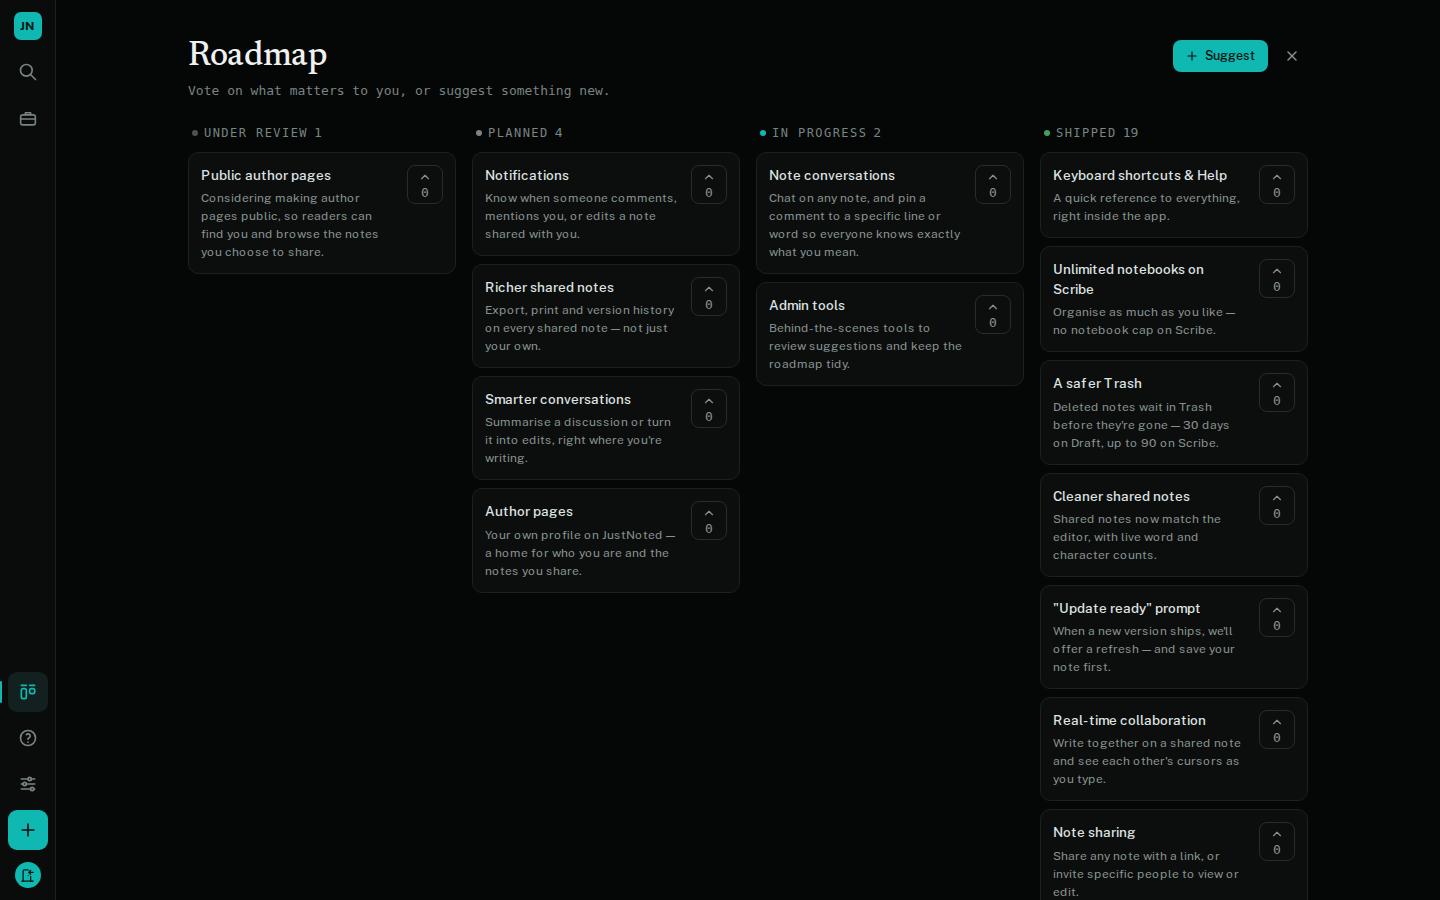 JN
Roadmap
+ Suggest
Vote on what matters to you, or suggest something new.
UNDER REVIEW 1
Public author pages
0
Considering making author
pages public, so readers can
find you and browse the notes
you choose to share.
PLANNED 4
Notifications
0
Know when someone comments,
mentions you, or edits a note
shared with you.
Richer shared notes
0
Export, print and version history
on every shared note — not just
your own.
Smarter conversations
0
Summarise a discussion or turn
it into edits, right where you're
writing.
Author pages
0
Your own profile on JustNoted —
a home for who you are and the
notes you share.
IN PROGRESS 2
Note conversations
0
Chat on any note, and pin a
comment to a specific line or
word so everyone knows exactly
what you mean.
Admin tools
0
Behind-the-scenes tools to
review suggestions and keep the
roadmap tidy.
SHIPPED 19
Keyboard shortcuts & Help
0
A quick reference to everything,
right inside the app.
Unlimited notebooks on
Scribe
0
Organise as much as you like —
no notebook cap on Scribe.
A safer Trash
0
Deleted notes wait in Trash
before they're gone — 30 days
on Draft, up to 90 on Scribe.
Cleaner shared notes
0
Shared notes now match the
editor, with live word and
character counts.
"Update ready" prompt
0
When a new version ships, we'll
offer a refresh — and save your
note first.
Real-time collaboration
0
Write together on a shared note
and see each other's cursors as
you type.
Note sharing
0
Share any note with a link, or
invite specific people to view or
edit.